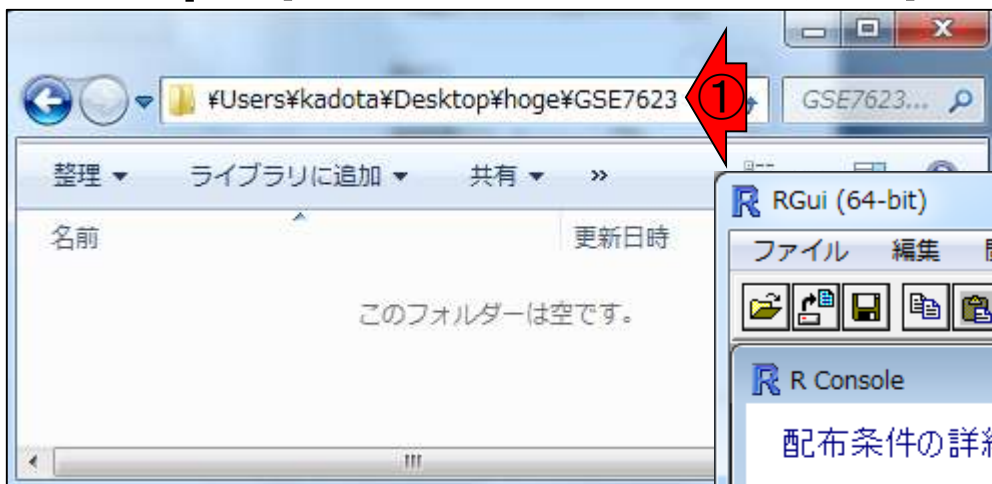 ¥Users¥kadota¥Desktop¥hoge¥GSE7623
①
GSE7623...
整理
ライブラリに追加
共有
»
名前
更新日時
このフォルダーは空です。
RGui (64-bit)
ファイル 編集
R Console
配布条件の詳